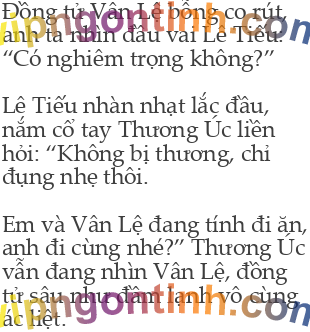 Đồng tử Vân Lệ bỗng co rút,
anh ta nhìn đầu vai Lê Tiếu:
“Có nghiêm trọng không?”
Lê Tiếu nhàn nhạt lắc đầu,
nắm cổ tay Thương Úc liền
hỏi: “Không bị thương, chỉ
đụng nhẹ thôi.
Em và Vân Lệ đang tính đi ăn,
anh đi cùng nhé?” Thương Úc
vẫn đang nhìn Vân Lệ, đồng
tử sâu như đầm lạnh vô cùng
ác liệt.
vipngontinh.com
vipngontinh.com